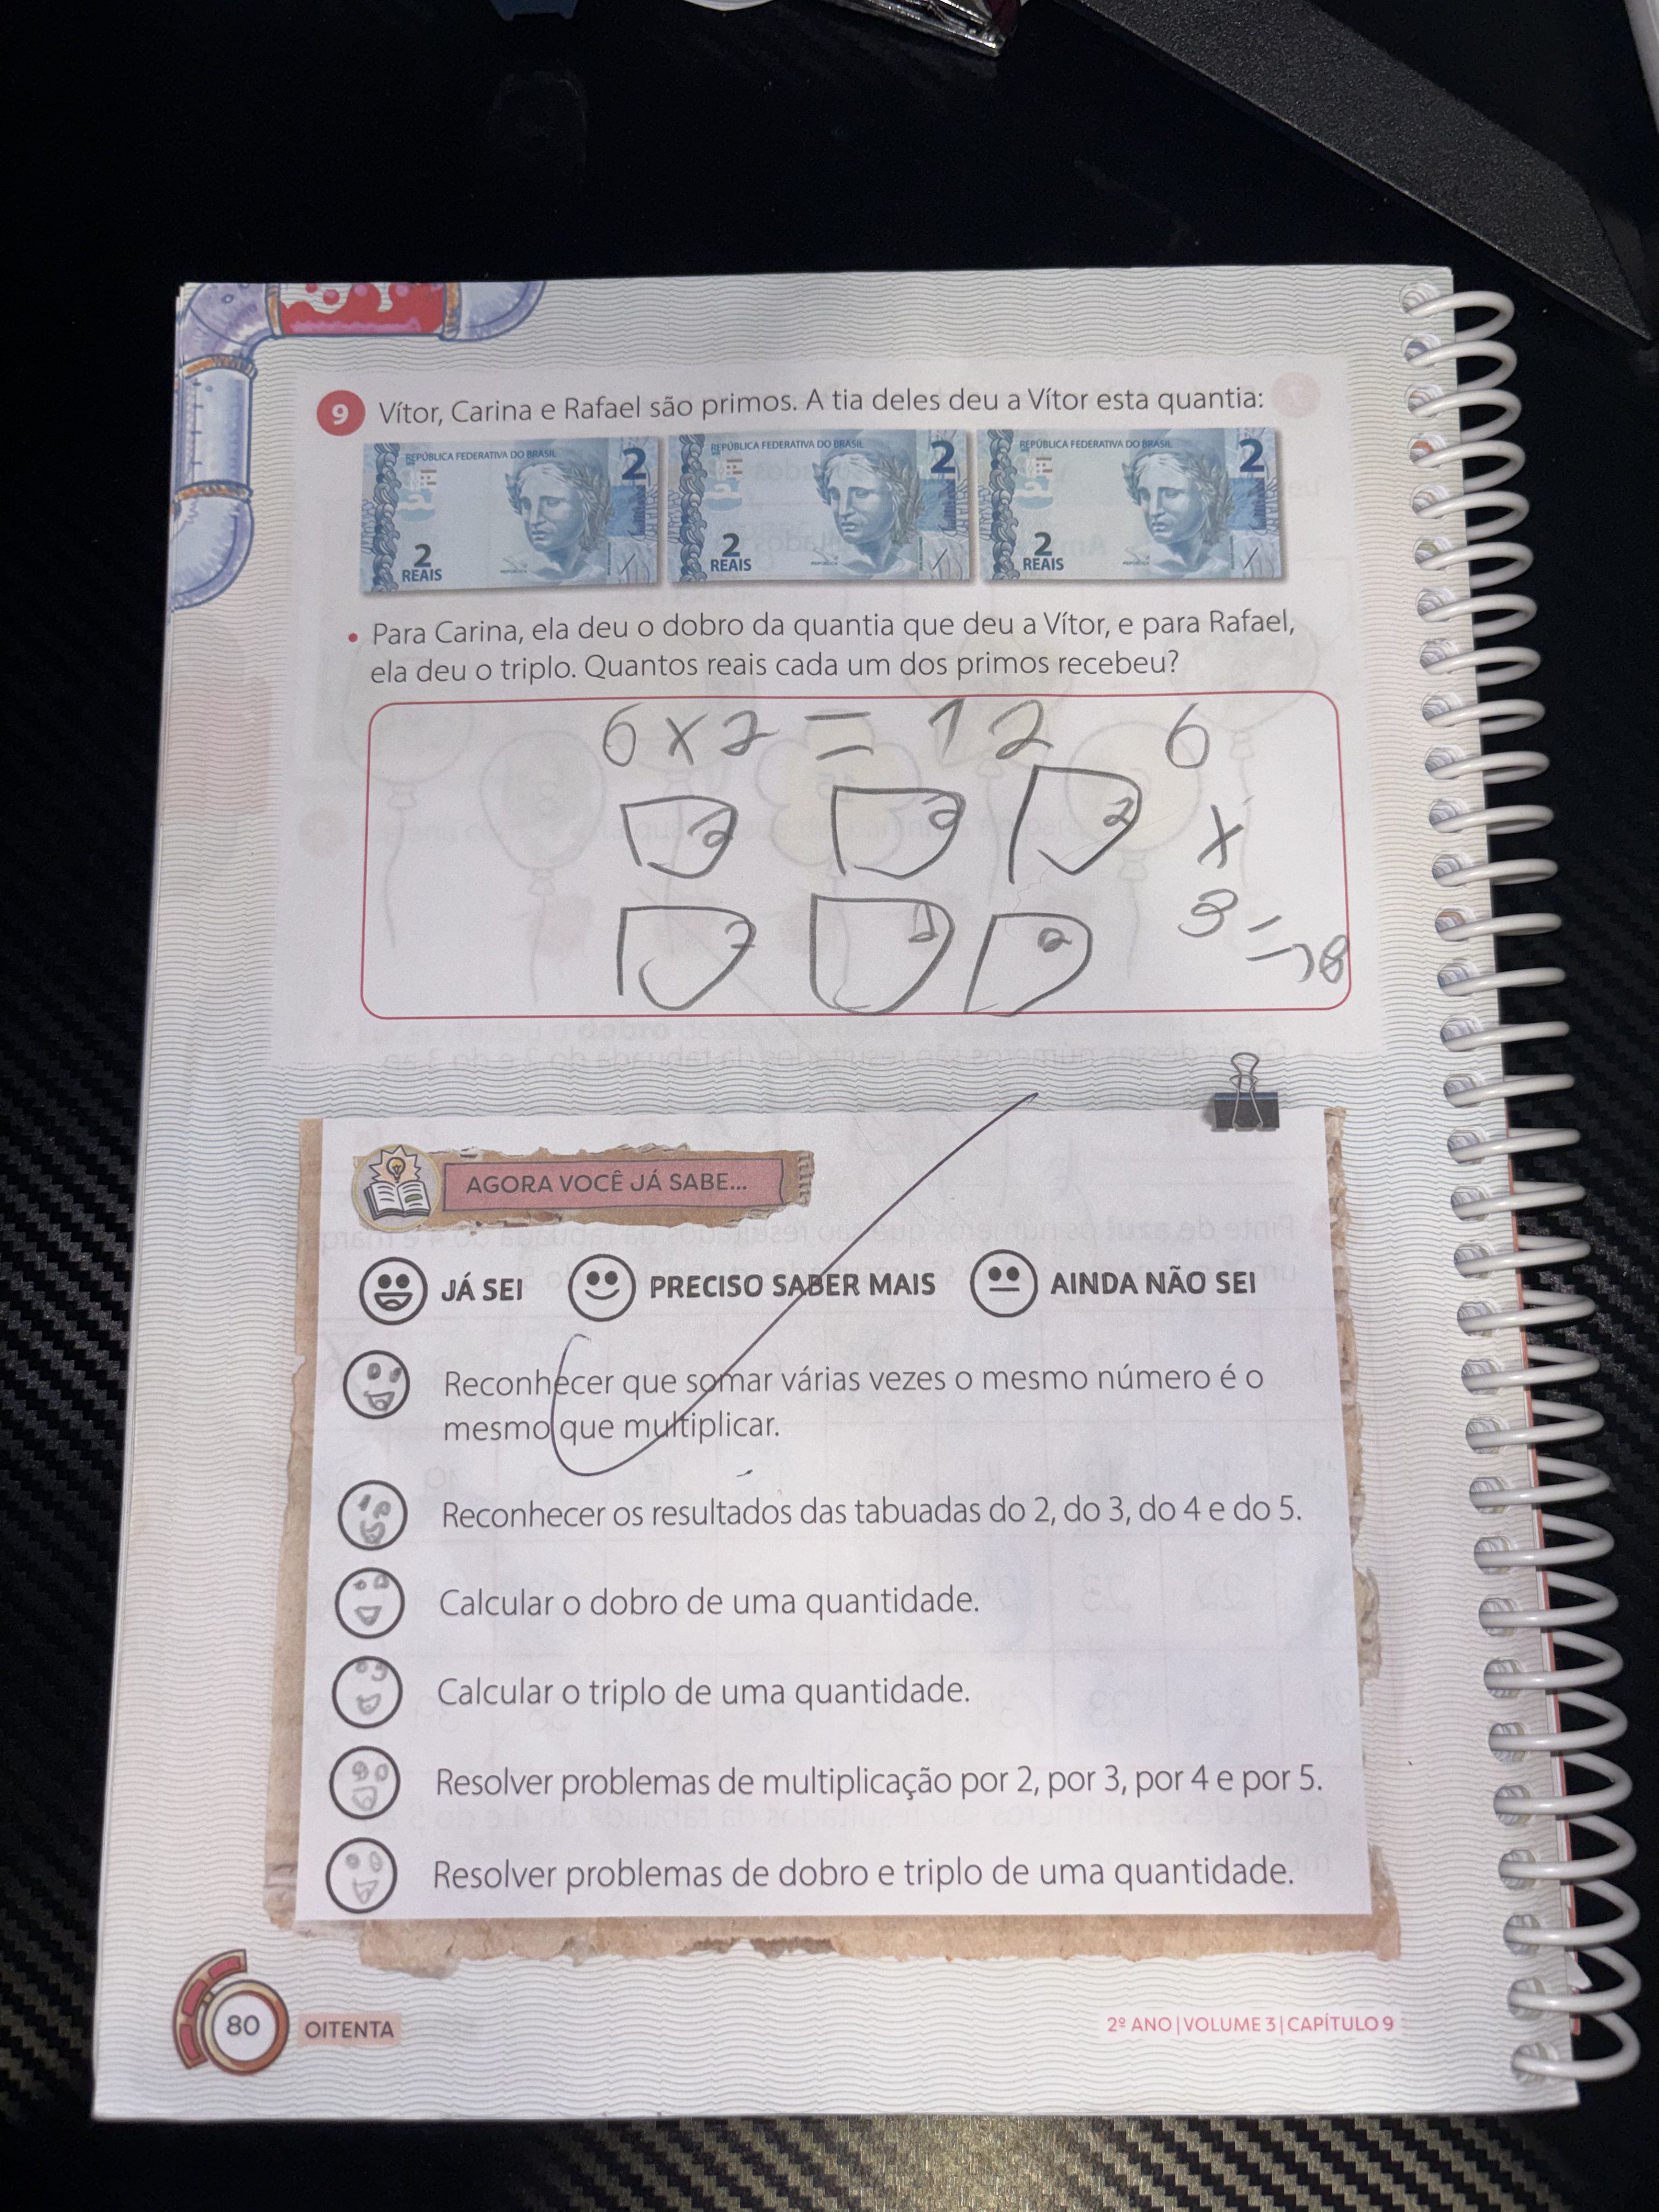 9 Vítor, Carina e Rafael são primos. A tia deles deu a Vítor esta quantia:
REPÚBLICA FEDERATIVA DO BRASIL 2 REPÚBLICA FEDERATIVA DO BRASIL 2 REPÚBLICA FEDERATIVA DO BRASIL 2
2 2 2
REAIS REAIS REAIS
• Para Carina, ela deu o dobro da quantia que deu a Vítor, e para Rafael,
ela deu o triplo. Quantos reais cada um dos primos recebeu?
6 x 2 = 12 6
2 2 2 x
2 2 2 3 = 18
AGORA VOCÊ JÁ SABE...
JÁ SEI PRECISO SABER MAIS AINDA NÃO SEI
Reconhecer que somar várias vezes o mesmo número é o
mesmo que multiplicar.
Reconhecer os resultados das tabuadas do 2, do 3, do 4 e do 5.
Calcular o dobro de uma quantidade.
Calcular o triplo de uma quantidade.
Resolver problemas de multiplicação por 2, por 3, por 4 e por 5.
Resolver problemas de dobro e triplo de uma quantidade.
80 OITENTA 2º ANO | VOLUME 3 | CAPÍTULO 9